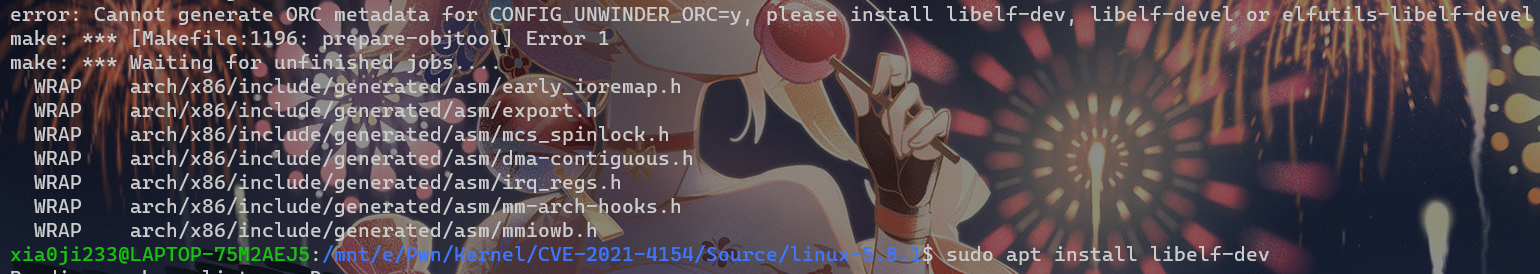 error: Cannot generate ORC metadata for CONFIG_UNWINDER_ORC=y, please install libelf-dev, libelf-devel or elfutils-libelf-devel
make: *** [Makefile:1196: prepare-objtool] Error 1
make: *** Waiting for unfinished jobs....
WRAP    arch/x86/include/generated/asm/early_ioremap.h
WRAP    arch/x86/include/generated/asm/export.h
WRAP    arch/x86/include/generated/asm/mcs_spinlock.h
WRAP    arch/x86/include/generated/asm/dma-contiguous.h
WRAP    arch/x86/include/generated/asm/irq_regs.h
WRAP    arch/x86/include/generated/asm/mm-arch-hooks.h
WRAP    arch/x86/include/generated/asm/mmiowb.h
xia0ji233@LAPTOP-75M2AEJ5:/mnt/e/Pwn/Kernel/CVE-2021-4154/Source/linux-5.8.1$ sudo apt install libelf-dev